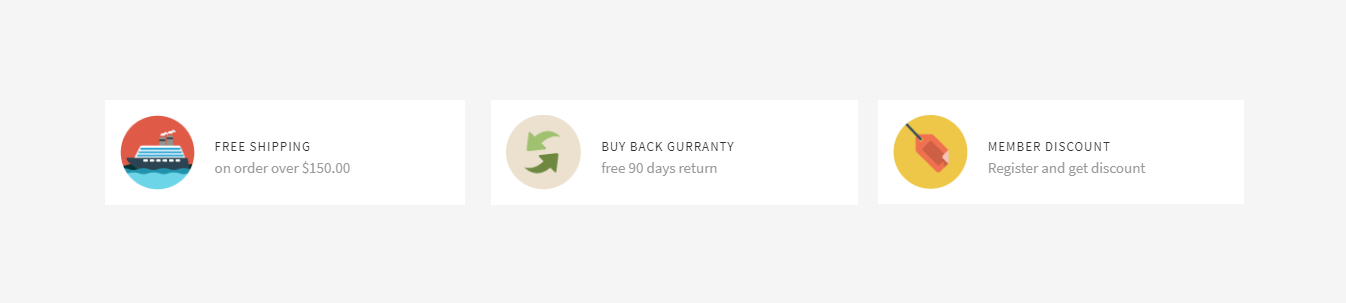 FREE SHIPPING
on order over $150.00
BUY BACK GURRANTY
free 90 days return
MEMBER DISCOUNT
Register and get discount